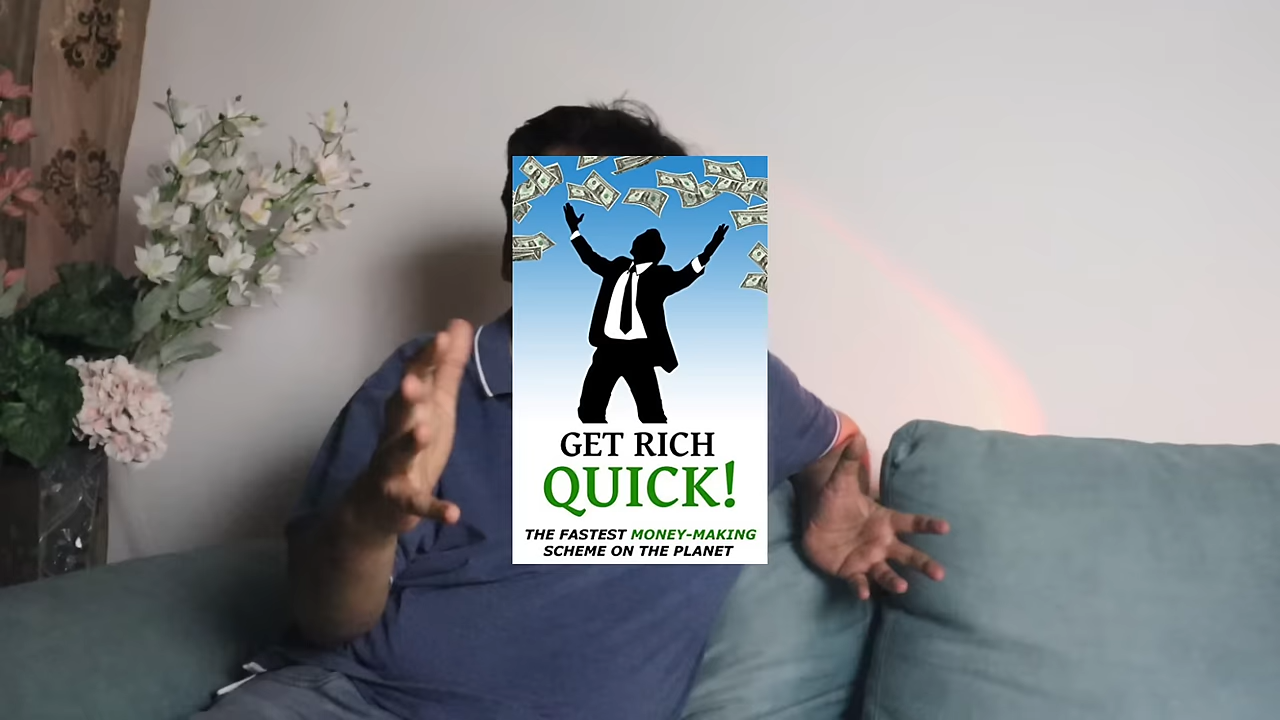 GET RICH
QUICK!
THE FASTEST MONEY-MAKING
SCHEME ON THE PLANET